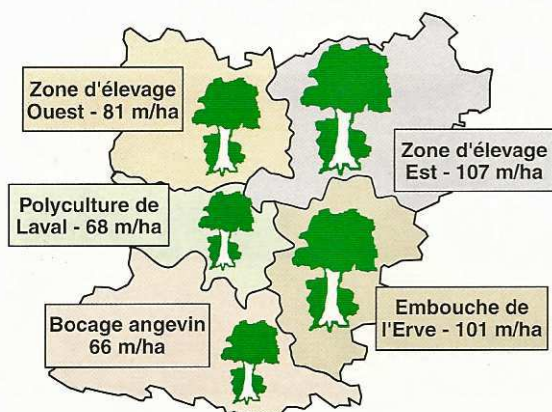 Zone d'élevage
Ouest - 81 m/ha
Zone d'élevage
Est - 107 m/ha
Polyculture de
Laval - 68 m/ha
Bocage angevin
66 m/ha
Embouche de
l'Erve - 101 m/ha